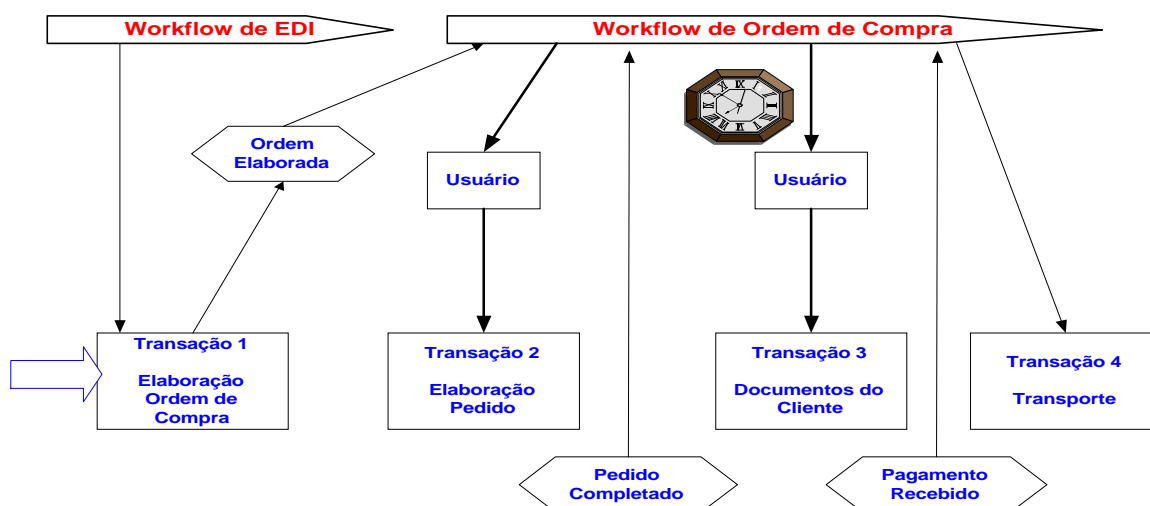 Workflow de EDI
Workflow de Ordem de Compra
Ordem
Elaborada
Usuário
Usuário
Transação 1
Elaboração
Ordem de
Compra
Transação 2
Elaboração
Pedido
Transação 3
Documentos do
Cliente
Transação 4
Transporte
Pedido
Completado
Pagamento
Recebido